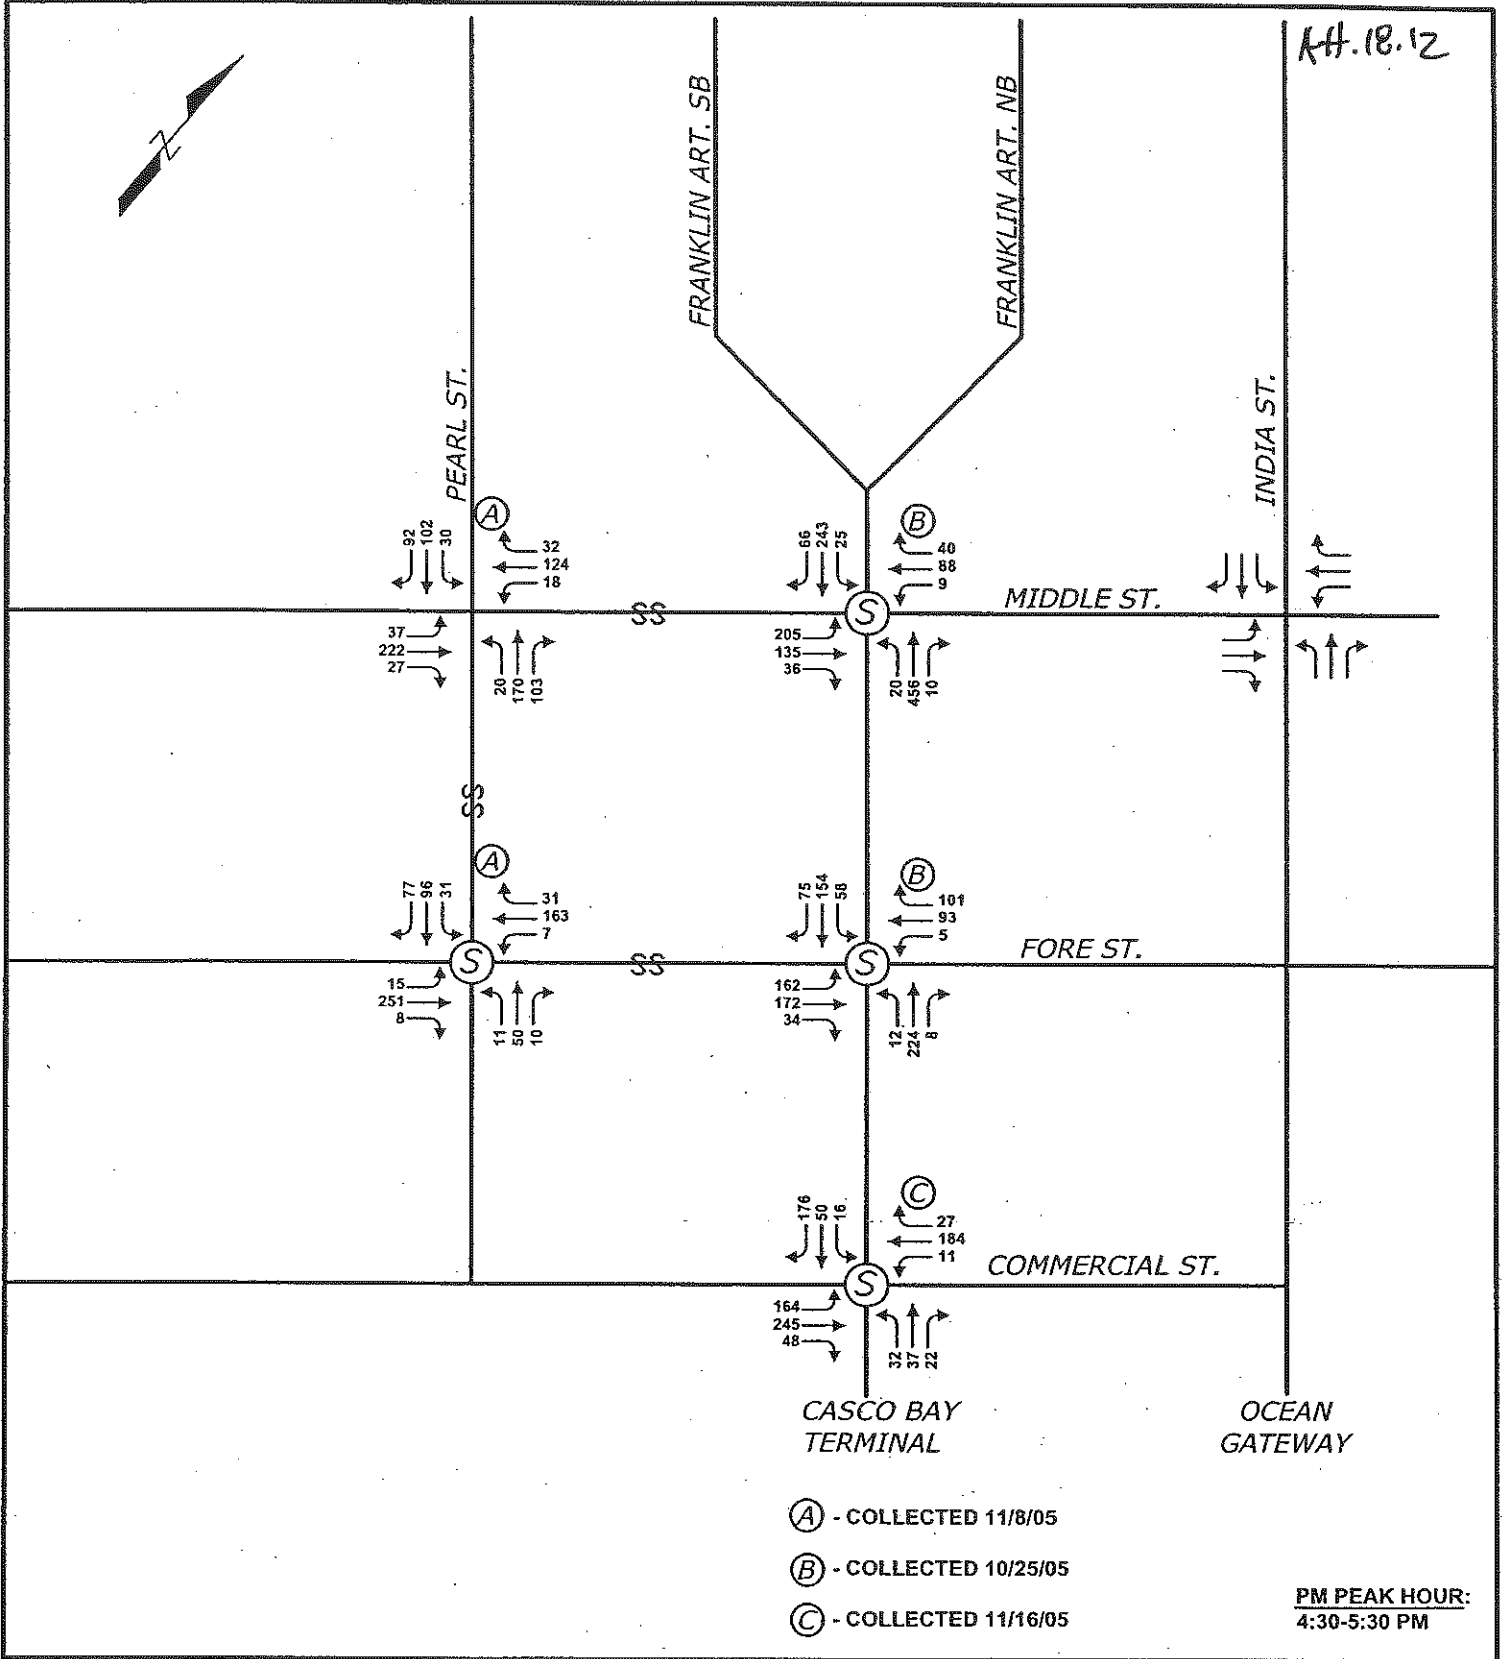 AH.18.12
N
FRANKLIN ART. SB
FRANKLIN ART. NB
PEARL ST.
INDIA ST.
A
92 102 30
32
124
18
37
222
27
20 170 103
SS
B
66 243 25
40
88
9
S
MIDDLE ST.
205
135
36
20 456 10
SS
A
77 96 31
31
163
7
S
15
251
8
11 50 10
SS
B
75 154 58
101
93
5
S
FORE ST.
162
172
34
12 224 8
C
176 50 16
27
184
11
S
COMMERCIAL ST.
164
245
48
32 37 22
CASCO BAY
TERMINAL
OCEAN
GATEWAY
A - COLLECTED 11/8/05
B - COLLECTED 10/25/05
C - COLLECTED 11/16/05
PM PEAK HOUR:
4:30-5:30 PM